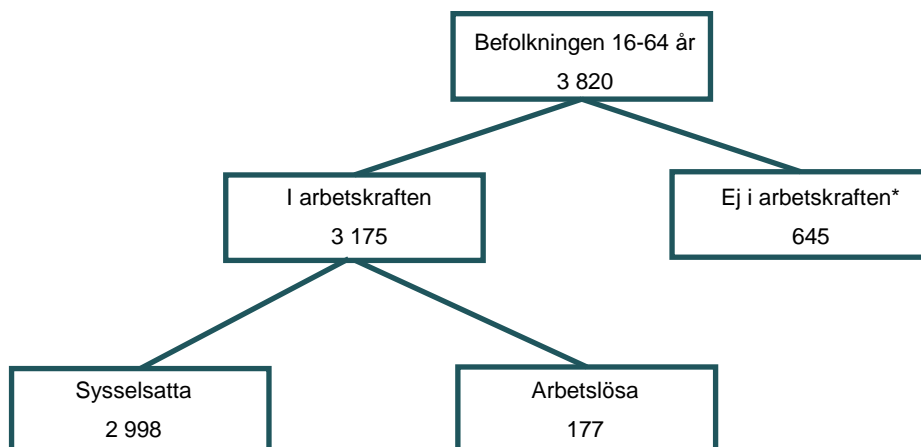 Befolkningen 16-64 år
3 820
I arbetskraften
3 175
Ej i arbetskraften*
645
Sysselsatta
2 998
Arbetslösa
177